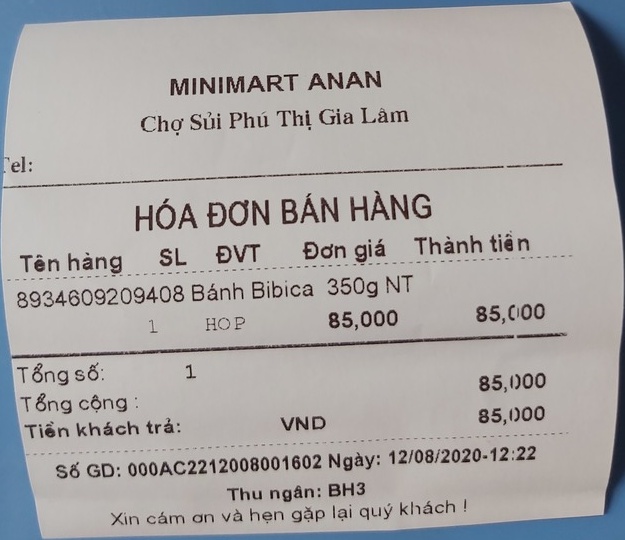 MINIMART ANAN
Chợ Sủi Phú Thị Gia Lâm
Tel:
HÓA ĐƠN BÁN HÀNG
Tên hàng SL ĐVT Đơn giá Thành tiền
8934609209408 Bánh Bibica 350g NT
1 HOP 85,000 85,000
Tổng số: 1
Tổng cộng : 85,000
Tiền khách trả: VND 85,000
Số GD: 000AC2212008001602 Ngày: 12/08/2020-12:22
Thu ngân: BH3
Xin cám ơn và hẹn gặp lại quý khách !